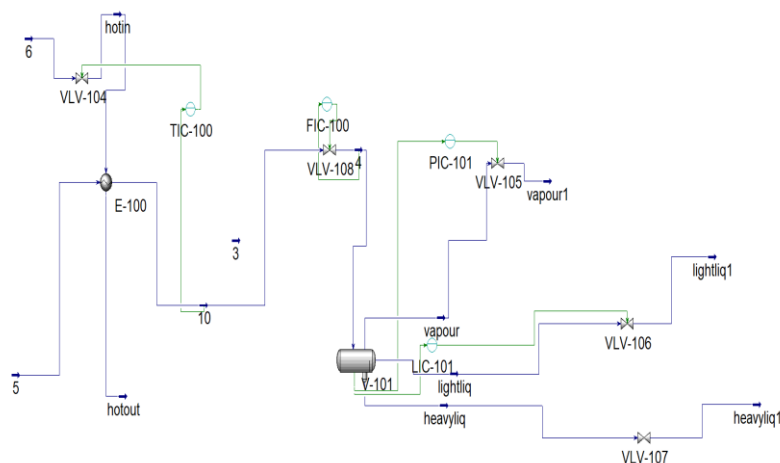 hotin
6
VLV-104
TIC-100
FIC-100
VLV-108
4
PIC-101
VLV-105
vapour1
E-100
3
lightliq1
10
vapour
VLV-106
LIC-101
V-101
lightliq
5
hotout
heavyliq
heavyliq1
VLV-107